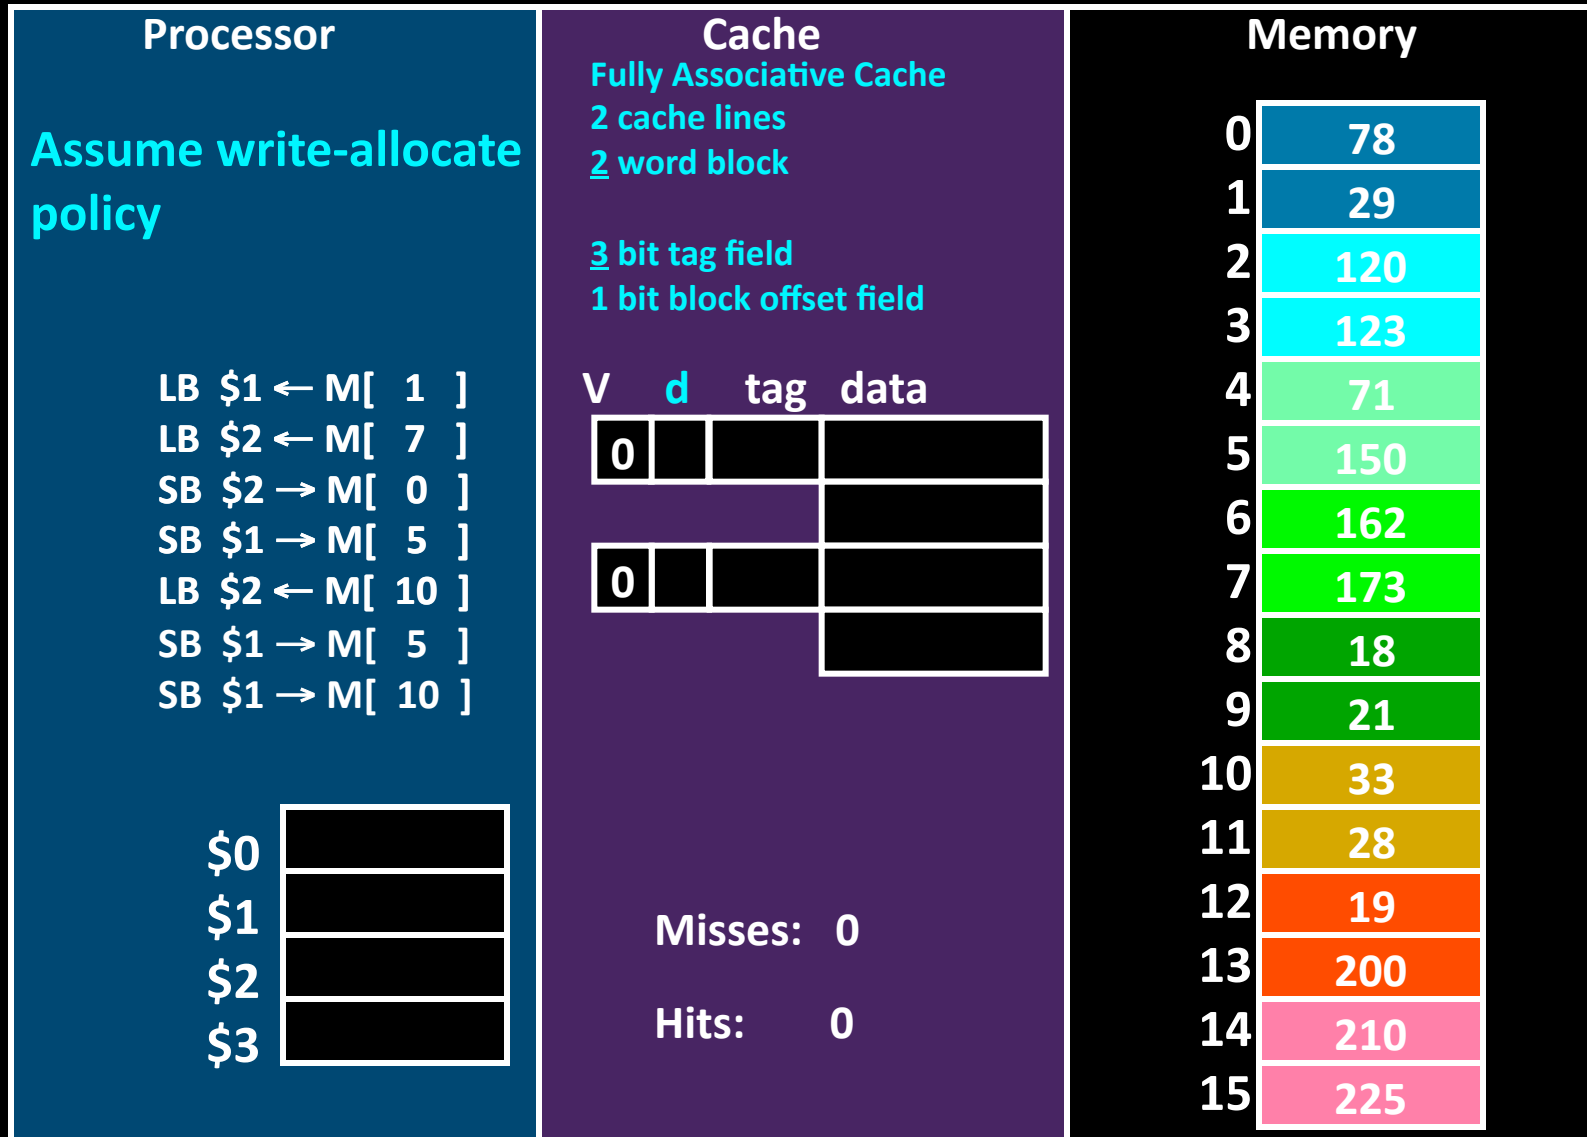 Processor
Assume write-allocate
policy
LB $1 ← M[ 1 ]
LB $2 ← M[ 7 ]
SB $2 → M[ 0 ]
SB $1 → M[ 5 ]
LB $2 ← M[ 10 ]
SB $1 → M[ 5 ]
SB $1 → M[ 10 ]
$0
$1
$2
$3
Cache
Fully Associative Cache
2 cache lines
2 word block
3 bit tag field
1 bit block offset field
V d tag data
0
0
Misses: 0
Hits: 0
Memory
0 78
1 29
2 120
3 123
4 71
5 150
6 162
7 173
8 18
9 21
10 33
11 28
12 19
13 200
14 210
15 225